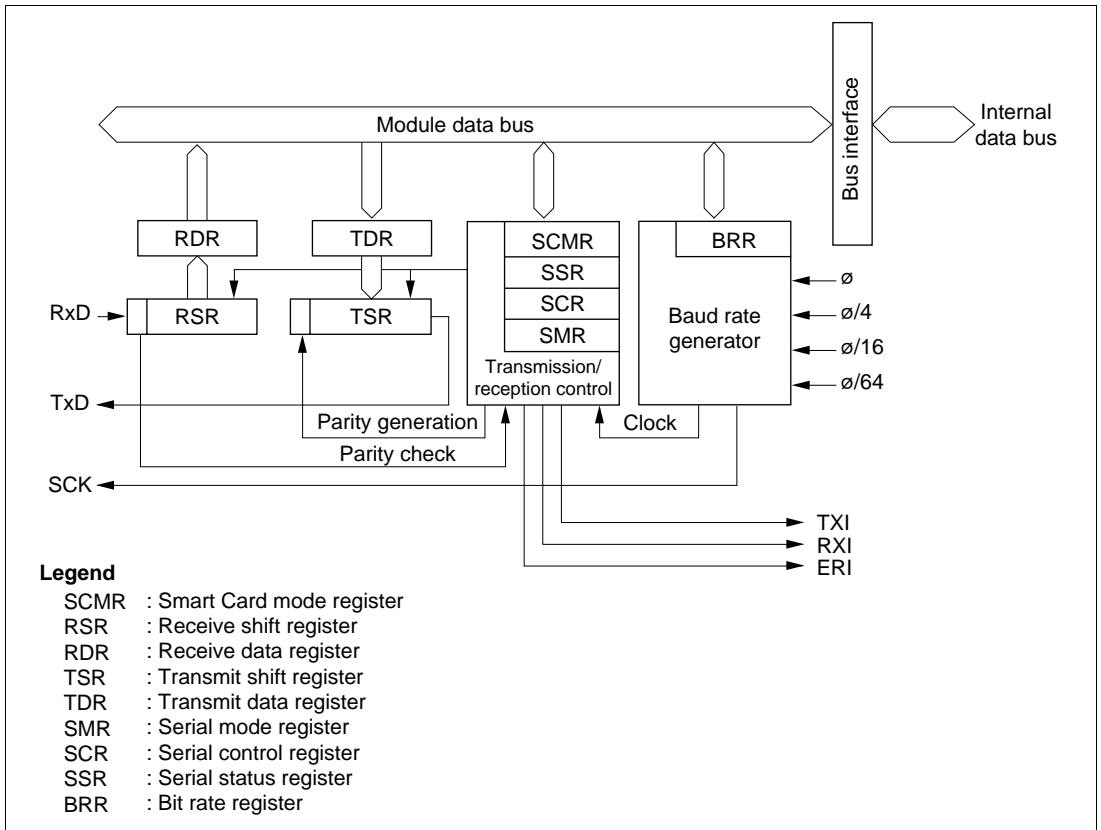 Internal
data bus
Module data bus
Bus interface
RDR
TDR
SCMR
BRR
SSR
ø
RxD
RSR
TSR
SCR
Baud rate
generator
ø/4
SMR
ø/16
Transmission/
reception control
ø/64
TxD
Parity generation
Clock
Parity check
SCK
TXI
RXI
ERI
Legend
SCMR : Smart Card mode register
RSR : Receive shift register
RDR : Receive data register
TSR : Transmit shift register
TDR : Transmit data register
SMR : Serial mode register
SCR : Serial control register
SSR : Serial status register
BRR : Bit rate register